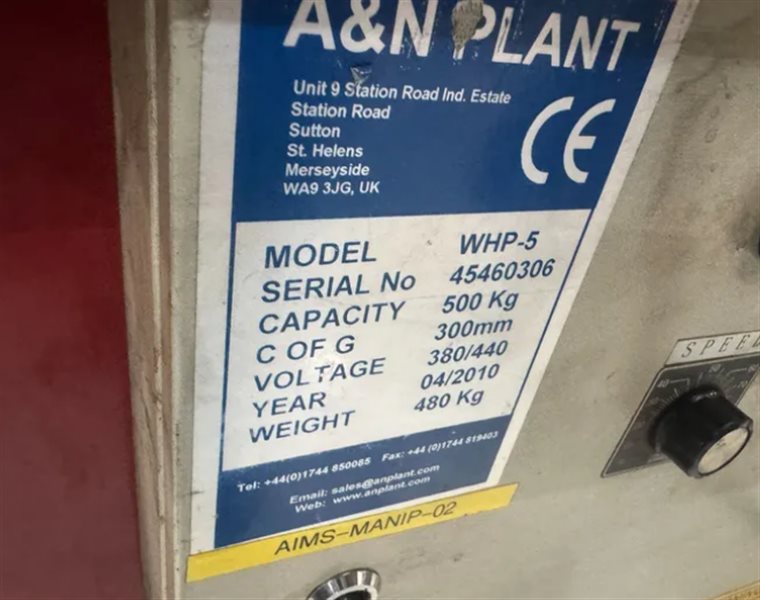 A&N PLANT
Unit 9 Station Road Ind. Estate
Station Road
Sutton
St. Helens
Merseyside
WA9 3JG, UK
CE
MODEL WHP-5
SERIAL No 45460306
CAPACITY 500 Kg
C OF G 300mm
VOLTAGE 380/440
YEAR 04/2010
WEIGHT 480 Kg
Tel: +44(0)1744 850085 Fax: +44 (0)1744 819403
Email: sales@anplant.com
Web: www.anplant.com
AIMS-MANIP-02
SPEED